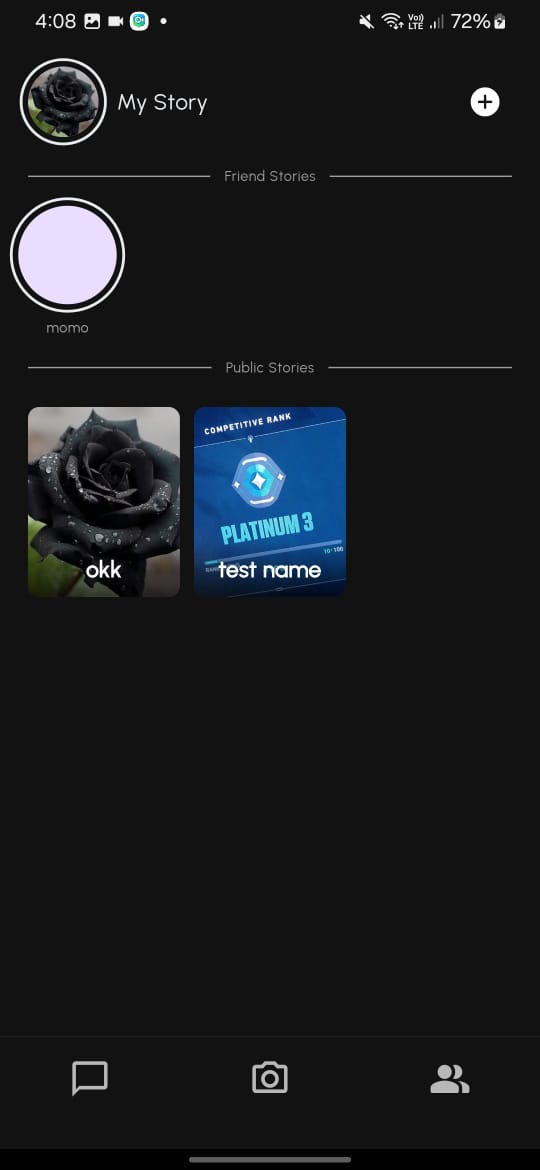 4:08
Vo))
LTE
72%
My Story
Friend Stories
momo
Public Stories
COMPETITIVE RANK
PLATINUM 3
10/100
okk
test name